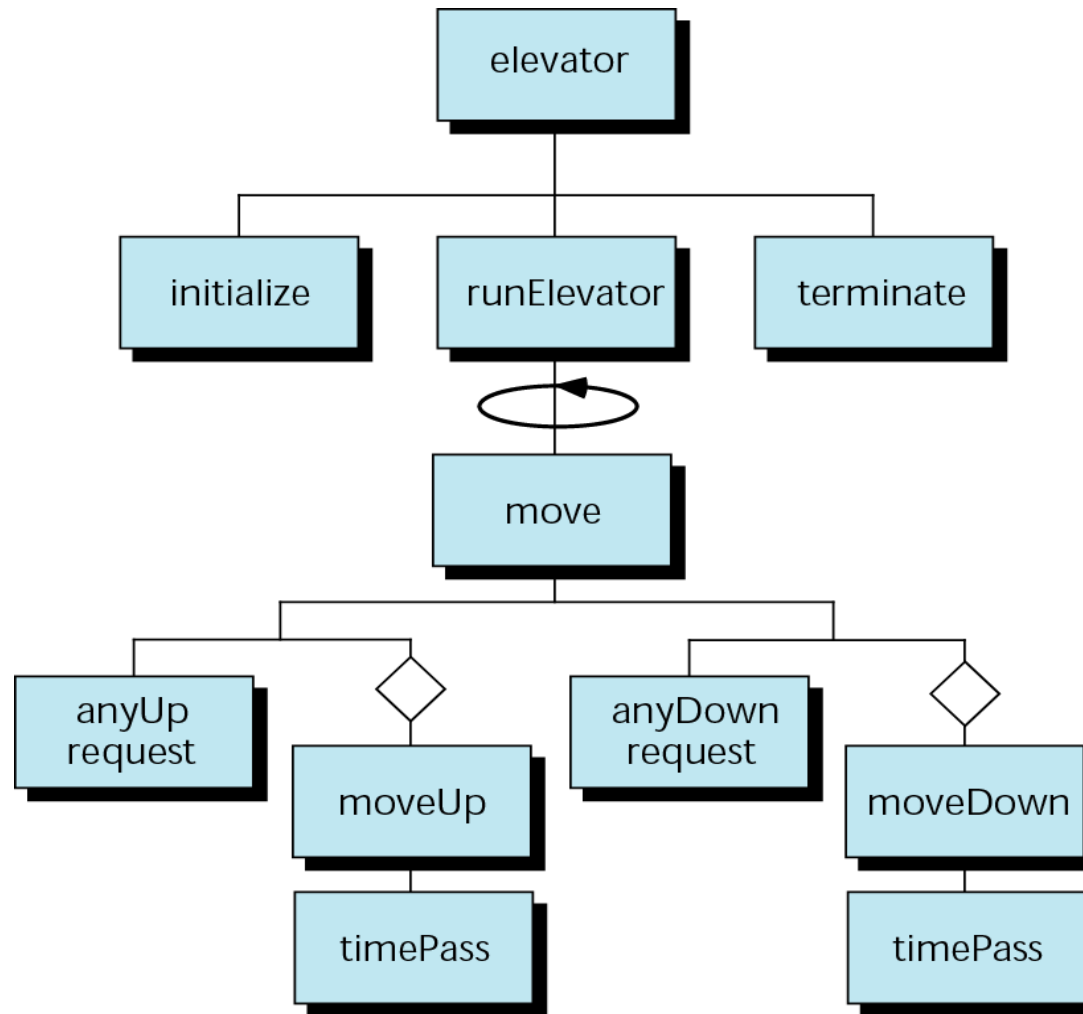 elevator
initialize
runElevator
terminate
move
anyUp
request
moveUp
timePass
anyDown
request
moveDown
timePass